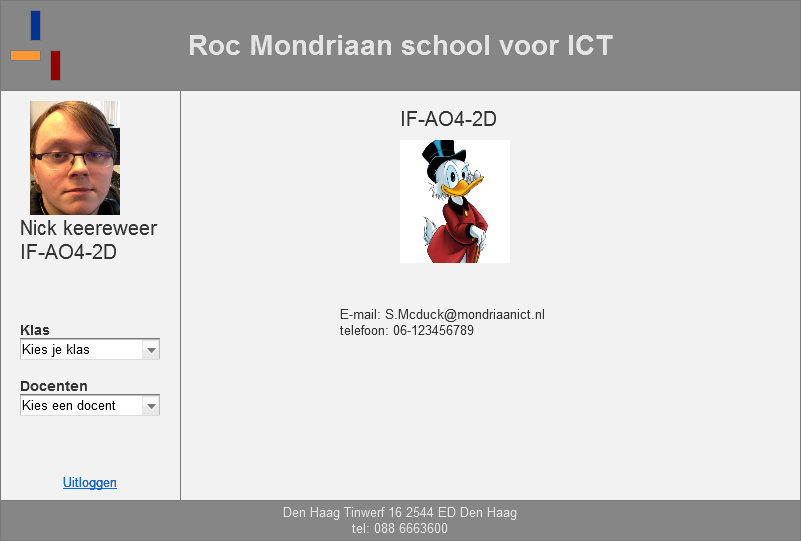 Roc Mondriaan school voor ICT
Nick keereweer
IF-AO4-2D
Klas
Kies je klas
Docenten
Kies een docent
Uitloggen
IF-AO4-2D
E-mail: S.Mcduck@mondriaanict.nl
telefoon: 06-123456789
Den Haag Tinwerf 16 2544 ED Den Haag
tel: 088 6663600